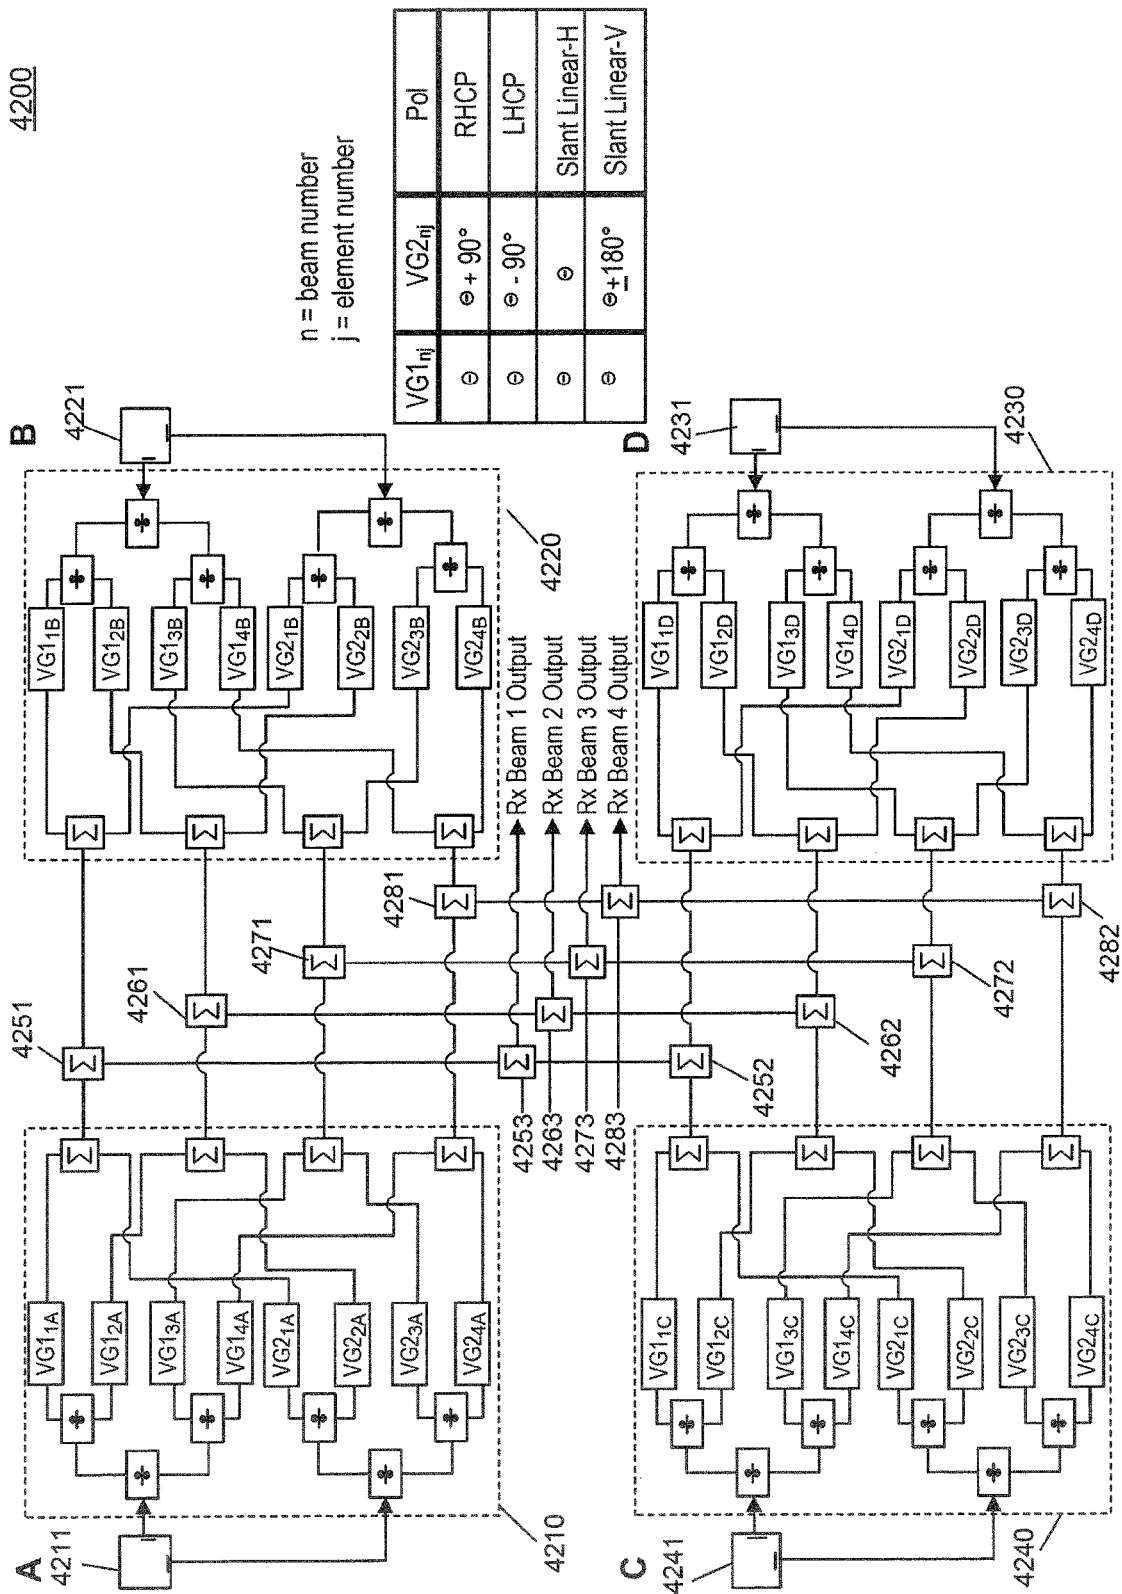 4200
n = beam number
j = element number
VG1nj VG2nj Pol
Θ Θ + 90° RHCP
Θ Θ - 90° LHCP
Θ Θ Slant Linear-H
Θ Θ±180° Slant Linear-V
A
4211
4210
VG11A
VG12A
VG13A
VG14A
VG21A
VG22A
VG23A
VG24A
÷
÷
÷
÷
÷
÷
Σ
Σ
Σ
Σ
B
4221
4220
VG11B
VG12B
VG13B
VG14B
VG21B
VG22B
VG23B
VG24B
÷
÷
÷
÷
÷
÷
Σ
Σ
Σ
Σ
4251
4261
4271
4281
Σ
Σ
Σ
Σ
Rx Beam 1 Output
Rx Beam 2 Output
Rx Beam 3 Output
Rx Beam 4 Output
Σ
Σ
Σ
Σ
4253
4263
4273
4283
4252
4262
4272
4282
Σ
Σ
Σ
Σ
C
4241
4240
VG11C
VG12C
VG13C
VG14C
VG21C
VG22C
VG23C
VG24C
÷
÷
÷
÷
÷
÷
Σ
Σ
Σ
Σ
D
4231
4230
VG11D
VG12D
VG13D
VG14D
VG21D
VG22D
VG23D
VG24D
÷
÷
÷
÷
÷
÷
Σ
Σ
Σ
Σ